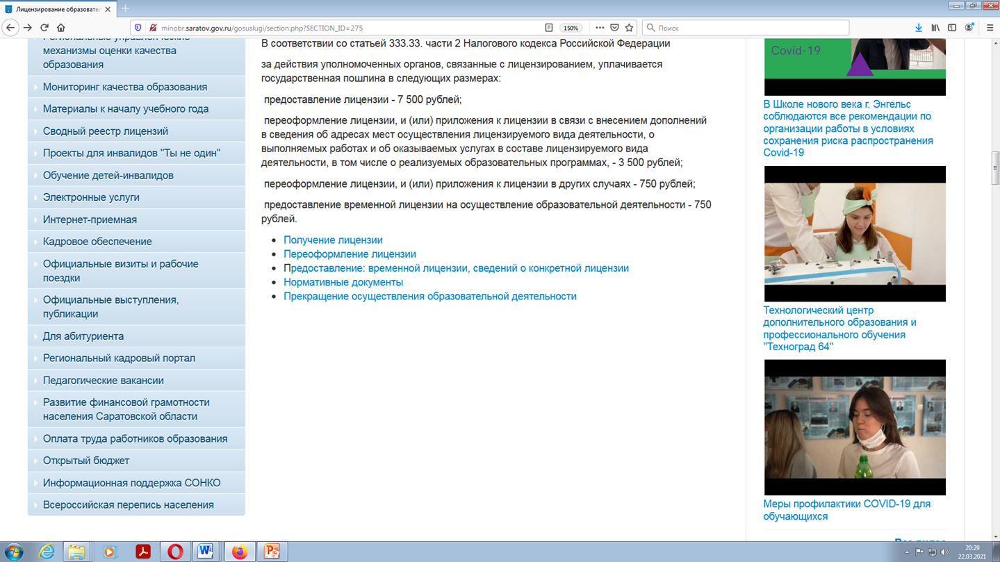 Лицензирование образовател
minobr.saratov.gov.ru/gosuslugi/section.php?SECTION_ID=275
150%
Поиск
Региональные управленческие
механизмы оценки качества
образования
Мониторинг качества образования
Материалы к началу учебного года
Сводный реестр лицензий
Проекты для инвалидов "Ты не один"
Обучение детей-инвалидов
Электронные услуги
Интернет-приемная
Кадровое обеспечение
Официальные визиты и рабочие
поездки
Официальные выступления,
публикации
Для абитуриента
Региональный кадровый портал
Педагогические вакансии
Развитие финансовой грамотности
населения Саратовской области
Оплата труда работников образования
Открытый бюджет
Информационная поддержка СОНКО
Всероссийская перепись населения
В соответствии со статьей 333.33. части 2 Налогового кодекса Российской Федерации
за действия уполномоченных органов, связанные с лицензированием, уплачивается
государственная пошлина в следующих размерах:
предоставление лицензии - 7 500 рублей;
переоформление лицензии, и (или) приложения к лицензии в связи с внесением дополнений
в сведения об адресах мест осуществления лицензируемого вида деятельности, о
выполняемых работах и об оказываемых услугах в составе лицензируемого вида
деятельности, в том числе о реализуемых образовательных программах, - 3 500 рублей;
переоформление лицензии, и (или) приложения к лицензии в других случаях - 750 рублей;
предоставление временной лицензии на осуществление образовательной деятельности - 750
рублей.
Получение лицензии
Переоформление лицензии
Предоставление: временной лицензии, сведений о конкретной лицензии
Нормативные документы
Прекращение осуществления образовательной деятельности
Covid-19
В Школе нового века г. Энгельс
соблюдаются все рекомендации по
организации работы в условиях
сохранения риска распространения
Covid-19
Технологический центр
дополнительного образования и
профессионального обучения
"Техноград 64"
Меры профилактики COVID-19 для
обучающихся
20:29
22.03.2021